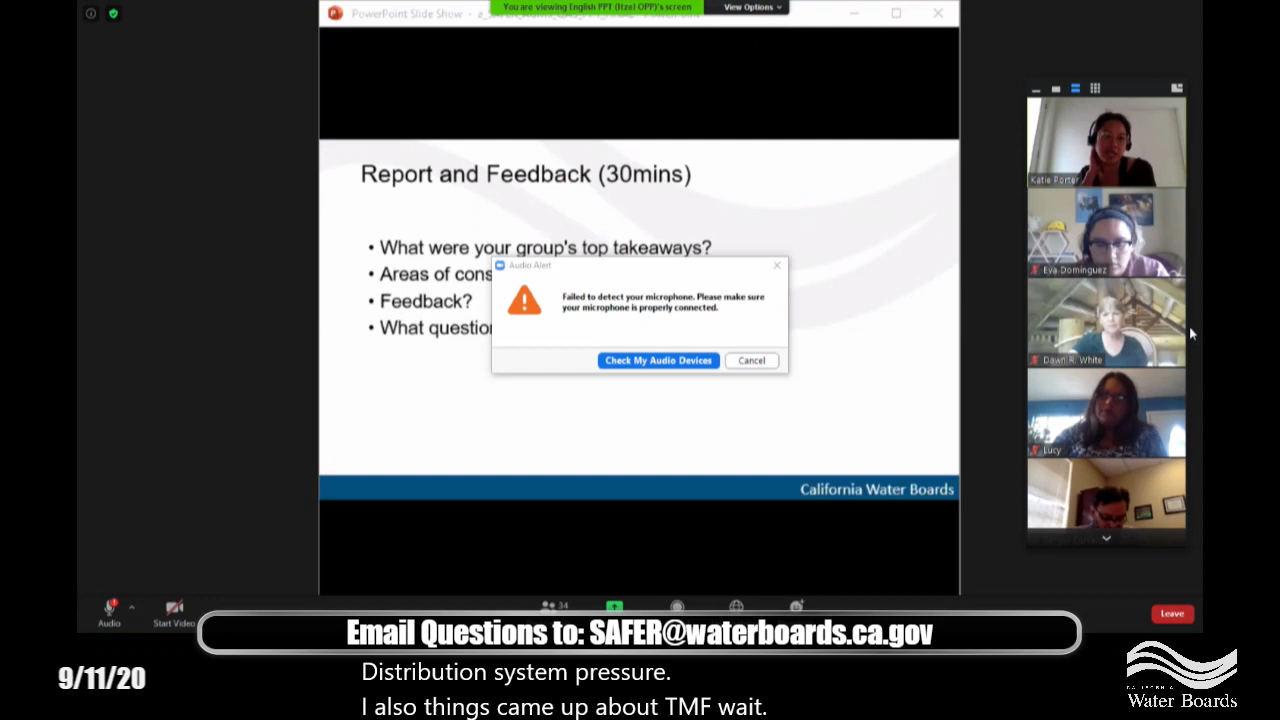 PowerPoint Slide Show -
You are viewing English PPT (Itzel OPP)'s screen
View Options
Report and Feedback (30mins)
• What were your group's top takeaways?
• Areas of cons
• Feedback?
• What question
Audio Alert
Failed to detect your microphone. Please make sure
your microphone is properly connected.
Check My Audio Devices
Cancel
California Water Boards
Katie Porter
Eva Dominguez
Dawn R. White
Lucy
Audio
Start Video
34
Leave
Email Questions to: SAFER@waterboards.ca.gov
9/11/20
Distribution system pressure.
I also things came up about TMF wait.
CALIFORNIA
Water Boards